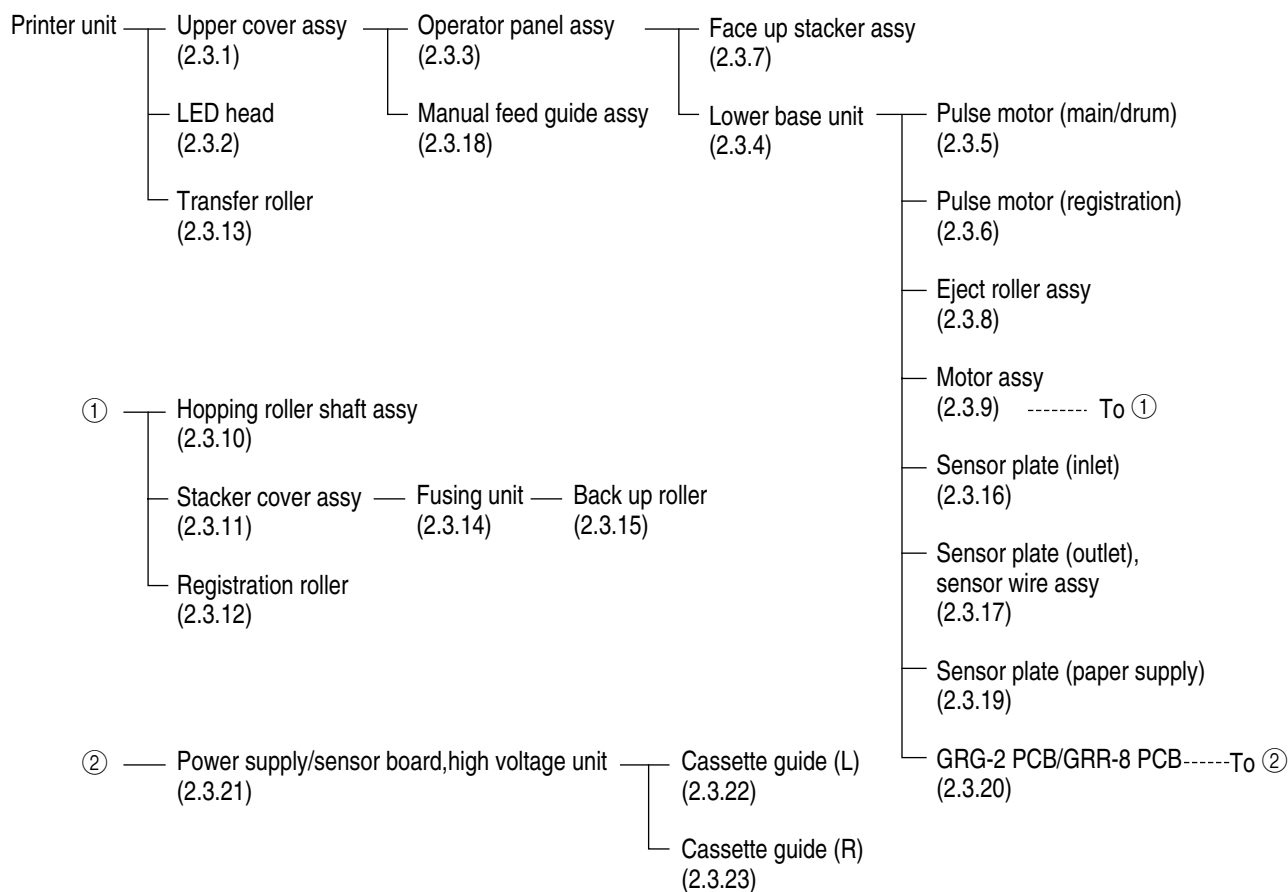 Printer unit
Upper cover assy
(2.3.1)
Operator panel assy
(2.3.3)
Face up stacker assy
(2.3.7)
LED head
(2.3.2)
Manual feed guide assy
(2.3.18)
Lower base unit
(2.3.4)
Pulse motor (main/drum)
(2.3.5)
Transfer roller
(2.3.13)
Pulse motor (registration)
(2.3.6)
Eject roller assy
(2.3.8)
Motor assy
(2.3.9) -------- To ①
① Hopping roller shaft assy
(2.3.10)
Sensor plate (inlet)
(2.3.16)
Stacker cover assy
(2.3.11)
Fusing unit
(2.3.14)
Back up roller
(2.3.15)
Sensor plate (outlet),
sensor wire assy
(2.3.17)
Registration roller
(2.3.12)
Sensor plate (paper supply)
(2.3.19)
② Power supply/sensor board,high voltage unit
(2.3.21)
Cassette guide (L)
(2.3.22)
GRG-2 PCB/GRR-8 PCB------To ②
(2.3.20)
Cassette guide (R)
(2.3.23)